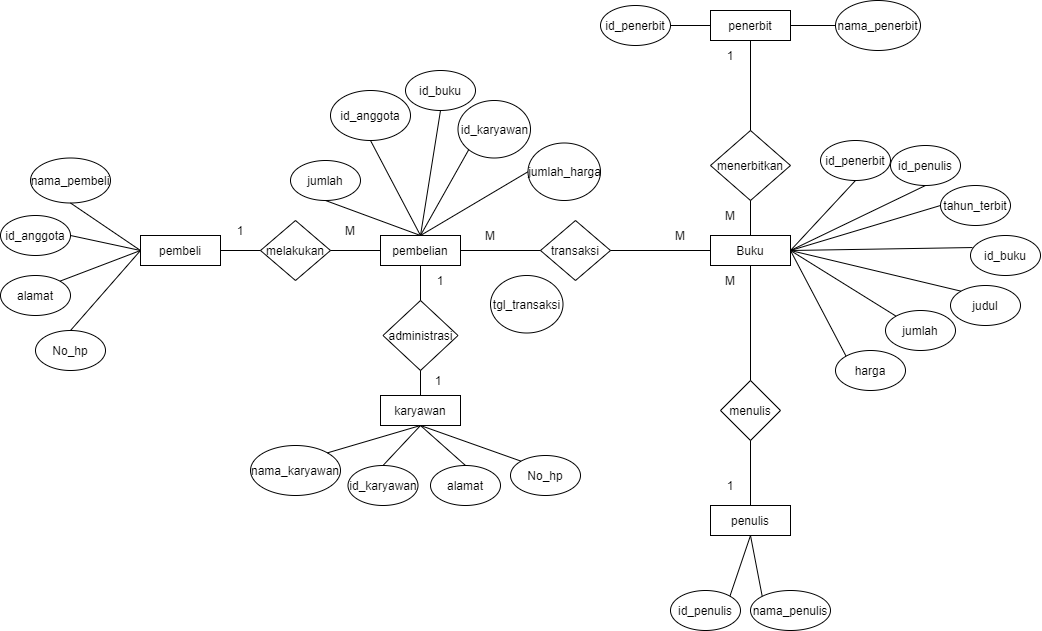 id_penerbit
penerbit
nama_penerbit
1
id_buku
id_anggota
id_karyawan
menerbitkan
id_penerbit
id_penulis
jumlah
jumlah_harga
nama_pembeli
tahun_terbit
M
id_anggota
1
M
M
M
pembeli
melakukan
pembelian
transaksi
Buku
id_buku
1
M
alamat
tgl_transaksi
judul
administrasi
jumlah
No_hp
harga
1
karyawan
menulis
nama_karyawan
id_karyawan
alamat
No_hp
1
penulis
id_penulis
nama_penulis